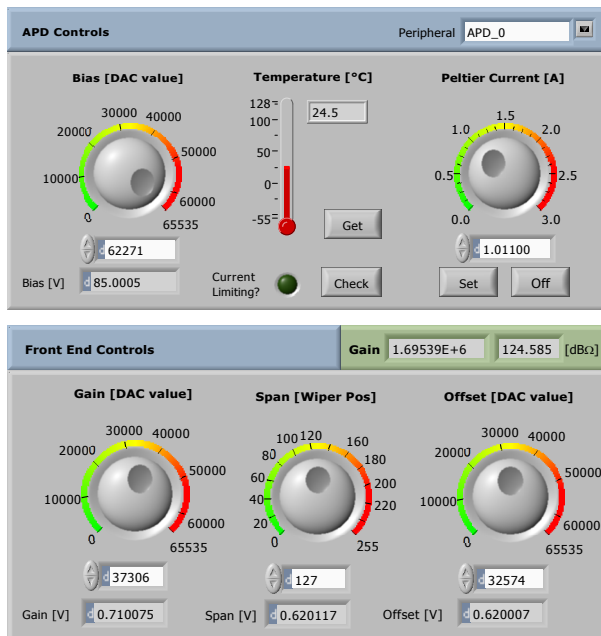 APD Controls
Peripheral APD_0
Bias [DAC value]
0
10000
20000
30000
40000
50000
60000
65535
62271
Bias [V] 85.0005
Temperature [°C]
128
100
50
0
-55
24.5
Get
Current
Limiting?
Check
Peltier Current [A]
0.0
0.5
1.0
1.5
2.0
2.5
3.0
1.01100
Set
Off
Front End Controls
Gain 1.69539E+6 124.585 [dBΩ]
Gain [DAC value]
0
10000
20000
30000
40000
50000
60000
65535
37306
Gain [V] 0.710075
Span [Wiper Pos]
0
20
40
60
80
100
120
160
180
200
220
255
127
Span [V] 0.620117
Offset [DAC value]
0
10000
20000
30000
40000
50000
60000
65535
32574
Offset [V] 0.620007